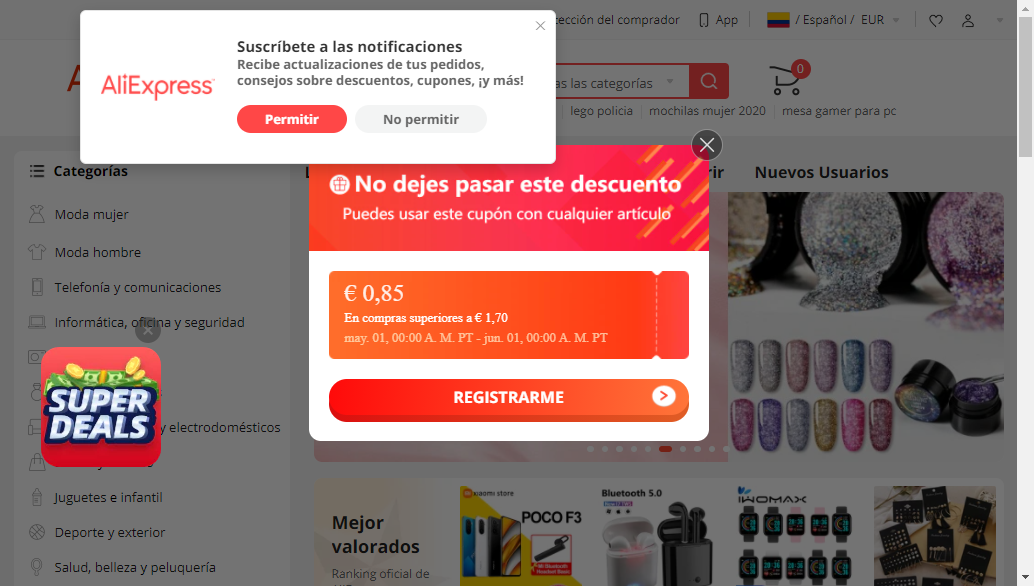 tección del comprador
App
/ Español /
EUR
Suscríbete a las notificaciones
Recibe actualizaciones de tus pedidos,
consejos sobre descuentos, cupones, ¡y más!
AliExpress
Permitir
No permitir
as las categorías
0
lego policia
mochilas mujer 2020
mesa gamer para pc
Categorías
Moda mujer
Moda hombre
Telefonía y comunicaciones
Informática, oficina y seguridad
y electrodomésticos
Juguetes e infantil
Deporte y exterior
Salud, belleza y peluquería
SUPER
DEALS
Nuevos Usuarios
No dejes pasar este descuento
Puedes usar este cupón con cualquier artículo
€ 0,85
En compras superiores a € 1,70
may. 01, 00:00 A. M. PT - jun. 01, 00:00 A. M. PT
REGISTRARME
Mejor
valorados
Ranking oficial de
xiaomi store
POCO F3
Mi Bluetooth
Headset Basic
Bluetooth 5.0
IWOMAX